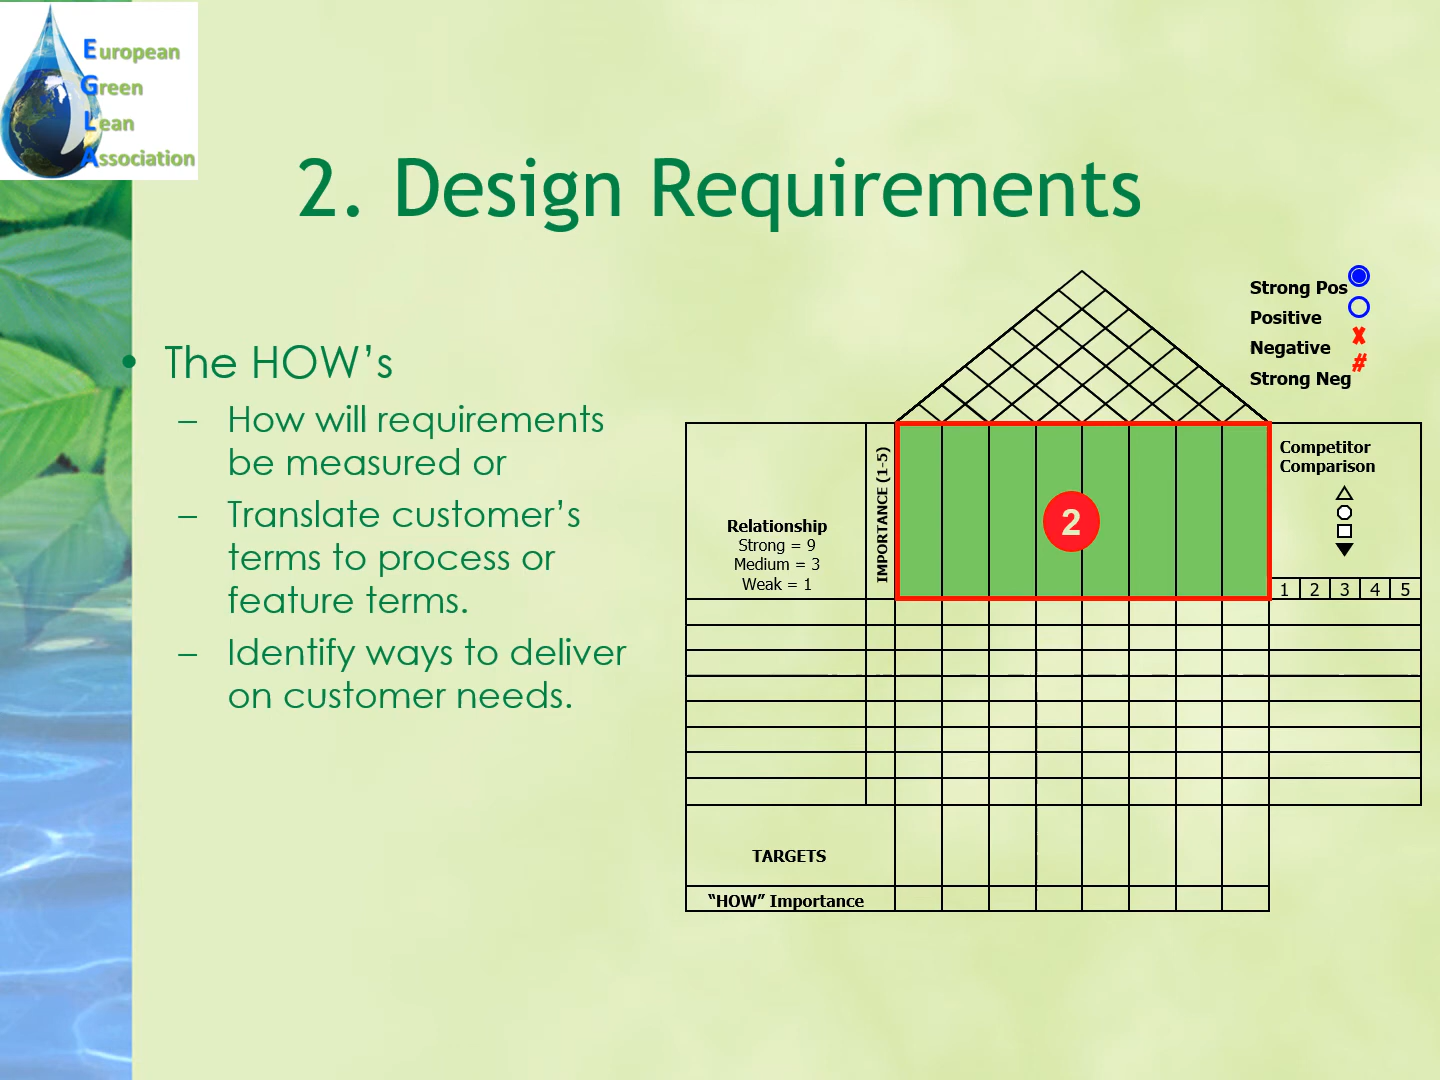 European
Green
Lean
Association
2. Design Requirements
• The HOW’s
– How will requirements
be measured or
– Translate customer’s
terms to process or
feature terms.
– Identify ways to deliver
on customer needs.
Strong Pos
Positive
Negative
Strong Neg
#
Relationship
Strong = 9
Medium = 3
Weak = 1
IMPORTANCE (1-5)
2
Competitor
Comparison
1 2 3 4 5
TARGETS
“HOW” Importance